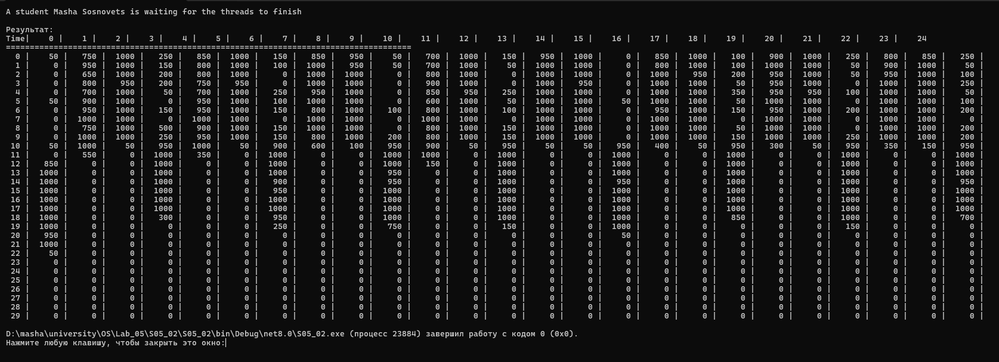 A student Masha Sosnovets is waiting for the threads to finish
Результат:
Time|    0 |    1 |    2 |    3 |    4 |    5 |    6 |    7 |    8 |    9 |   10 |    11 |    12 |    13 |    14 |    15 |    16 |    17 |    18 |    19 |    20 |    21 |    22 |    23 |    24
=====================================================================================
0 | 50 | 750 | 1000 | 250 | 850 | 1000 | 150 | 850 | 950 | 50 | 700 | 1000 | 150 | 950 | 1000 | 0 | 850 | 1000 | 100 | 900 | 1000 | 250 | 800 | 850 | 250 |
1 | 0 | 950 | 1000 | 150 | 800 | 1000 | 100 | 1000 | 950 | 50 | 700 | 1000 | 50 | 1000 | 1000 | 0 | 800 | 1000 | 100 | 1000 | 1000 | 50 | 900 | 1000 | 50 |
2 | 0 | 650 | 1000 | 200 | 800 | 1000 | 0 | 1000 | 1000 | 0 | 800 | 1000 | 0 | 1000 | 1000 | 0 | 1000 | 950 | 200 | 950 | 1000 | 50 | 950 | 1000 | 100 |
3 | 0 | 800 | 950 | 200 | 750 | 950 | 0 | 1000 | 1000 | 0 | 900 | 1000 | 0 | 1000 | 950 | 0 | 1000 | 1000 | 50 | 950 | 1000 | 0 | 1000 | 1000 | 250 |
4 | 0 | 700 | 1000 | 50 | 700 | 1000 | 250 | 950 | 1000 | 0 | 850 | 950 | 250 | 1000 | 1000 | 0 | 1000 | 1000 | 350 | 950 | 950 | 100 | 1000 | 1000 | 50 |
5 | 50 | 900 | 1000 | 0 | 950 | 1000 | 100 | 1000 | 1000 | 0 | 600 | 1000 | 50 | 1000 | 1000 | 50 | 1000 | 1000 | 50 | 1000 | 1000 | 0 | 1000 | 1000 | 100 |
6 | 0 | 950 | 1000 | 150 | 950 | 1000 | 150 | 800 | 1000 | 100 | 800 | 1000 | 100 | 1000 | 1000 | 0 | 950 | 1000 | 150 | 950 | 1000 | 200 | 1000 | 1000 | 200 |
7 | 0 | 1000 | 1000 | 0 | 1000 | 1000 | 0 | 1000 | 1000 | 0 | 1000 | 1000 | 0 | 1000 | 1000 | 0 | 1000 | 1000 | 0 | 1000 | 1000 | 0 | 1000 | 1000 | 0 |
8 | 0 | 750 | 1000 | 500 | 900 | 1000 | 150 | 1000 | 1000 | 0 | 800 | 1000 | 150 | 1000 | 1000 | 0 | 1000 | 1000 | 50 | 1000 | 1000 | 0 | 1000 | 1000 | 200 |
9 | 0 | 1000 | 1000 | 250 | 950 | 1000 | 150 | 800 | 1000 | 200 | 800 | 1000 | 150 | 1000 | 1000 | 0 | 1000 | 1000 | 150 | 1000 | 1000 | 250 | 1000 | 1000 | 200 |
10 | 50 | 1000 | 50 | 950 | 1000 | 50 | 900 | 600 | 100 | 950 | 900 | 50 | 950 | 50 | 50 | 950 | 400 | 50 | 950 | 300 | 50 | 950 | 350 | 150 | 950 |
11 | 0 | 550 | 0 | 1000 | 350 | 0 | 1000 | 0 | 0 | 1000 | 1000 | 0 | 1000 | 0 | 0 | 1000 | 0 | 0 | 1000 | 0 | 0 | 1000 | 0 | 0 | 1000 |
12 | 850 | 0 | 0 | 1000 | 0 | 0 | 1000 | 0 | 0 | 1000 | 150 | 0 | 1000 | 0 | 0 | 1000 | 0 | 0 | 1000 | 0 | 0 | 1000 | 0 | 0 | 1000 |
13 | 1000 | 0 | 0 | 1000 | 0 | 0 | 1000 | 0 | 0 | 950 | 0 | 0 | 1000 | 0 | 0 | 1000 | 0 | 0 | 1000 | 0 | 0 | 1000 | 0 | 0 | 1000 |
14 | 1000 | 0 | 0 | 1000 | 0 | 0 | 900 | 0 | 0 | 950 | 0 | 0 | 1000 | 0 | 0 | 950 | 0 | 0 | 1000 | 0 | 0 | 1000 | 0 | 0 | 950 |
15 | 1000 | 0 | 0 | 1000 | 0 | 0 | 950 | 0 | 0 | 1000 | 0 | 0 | 1000 | 0 | 0 | 1000 | 0 | 0 | 1000 | 0 | 0 | 1000 | 0 | 0 | 1000 |
16 | 1000 | 0 | 0 | 1000 | 0 | 0 | 1000 | 0 | 0 | 1000 | 0 | 0 | 1000 | 0 | 0 | 1000 | 0 | 0 | 1000 | 0 | 0 | 1000 | 0 | 0 | 1000 |
17 | 1000 | 0 | 0 | 1000 | 0 | 0 | 1000 | 0 | 0 | 1000 | 0 | 0 | 1000 | 0 | 0 | 1000 | 0 | 0 | 1000 | 0 | 0 | 1000 | 0 | 0 | 1000 |
18 | 1000 | 0 | 0 | 300 | 0 | 0 | 950 | 0 | 0 | 1000 | 0 | 0 | 1000 | 0 | 0 | 1000 | 0 | 0 | 850 | 0 | 0 | 1000 | 0 | 0 | 700 |
19 | 1000 | 0 | 0 | 0 | 0 | 0 | 250 | 0 | 0 | 750 | 0 | 0 | 150 | 0 | 0 | 1000 | 0 | 0 | 0 | 0 | 0 | 150 | 0 | 0 | 0 |
20 | 950 | 0 | 0 | 0 | 0 | 0 | 0 | 0 | 0 | 0 | 0 | 0 | 0 | 0 | 0 | 50 | 0 | 0 | 0 | 0 | 0 | 0 | 0 | 0 | 0 |
21 | 1000 | 0 | 0 | 0 | 0 | 0 | 0 | 0 | 0 | 0 | 0 | 0 | 0 | 0 | 0 | 0 | 0 | 0 | 0 | 0 | 0 | 0 | 0 | 0 | 0 |
22 | 50 | 0 | 0 | 0 | 0 | 0 | 0 | 0 | 0 | 0 | 0 | 0 | 0 | 0 | 0 | 0 | 0 | 0 | 0 | 0 | 0 | 0 | 0 | 0 | 0 |
23 | 0 | 0 | 0 | 0 | 0 | 0 | 0 | 0 | 0 | 0 | 0 | 0 | 0 | 0 | 0 | 0 | 0 | 0 | 0 | 0 | 0 | 0 | 0 | 0 | 0 |
24 | 0 | 0 | 0 | 0 | 0 | 0 | 0 | 0 | 0 | 0 | 0 | 0 | 0 | 0 | 0 | 0 | 0 | 0 | 0 | 0 | 0 | 0 | 0 | 0 | 0 |
25 | 0 | 0 | 0 | 0 | 0 | 0 | 0 | 0 | 0 | 0 | 0 | 0 | 0 | 0 | 0 | 0 | 0 | 0 | 0 | 0 | 0 | 0 | 0 | 0 | 0 |
26 | 0 | 0 | 0 | 0 | 0 | 0 | 0 | 0 | 0 | 0 | 0 | 0 | 0 | 0 | 0 | 0 | 0 | 0 | 0 | 0 | 0 | 0 | 0 | 0 | 0 |
27 | 0 | 0 | 0 | 0 | 0 | 0 | 0 | 0 | 0 | 0 | 0 | 0 | 0 | 0 | 0 | 0 | 0 | 0 | 0 | 0 | 0 | 0 | 0 | 0 | 0 |
28 | 0 | 0 | 0 | 0 | 0 | 0 | 0 | 0 | 0 | 0 | 0 | 0 | 0 | 0 | 0 | 0 | 0 | 0 | 0 | 0 | 0 | 0 | 0 | 0 | 0 |
29 | 0 | 0 | 0 | 0 | 0 | 0 | 0 | 0 | 0 | 0 | 0 | 0 | 0 | 0 | 0 | 0 | 0 | 0 | 0 | 0 | 0 | 0 | 0 | 0 | 0 |
D:\masha\university\OS\Lab_05\S05_02\S05_02\bin\Debug\net8.0\S05_02.exe (процесс 23884) завершил работу с кодом 0 (0x0).
Нажмите любую клавишу, чтобы закрыть это окно: